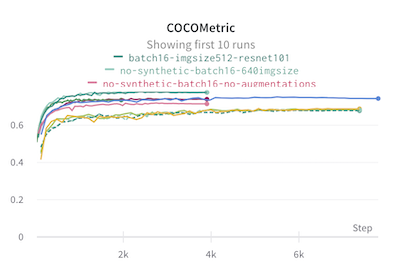 COCOMetric
Showing first 10 runs
batch16-imgsize512-resnet101
no-synthetic-batch16-640imgsize
no-synthetic-batch16-no-augmentations
0.6
0.4
0.2
0
Step
2k 4k 6k